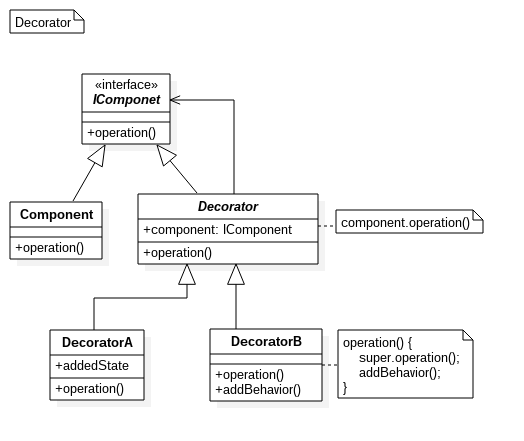 Decorator
«interface»
IComponet
+operation()
Component
+operation()
Decorator
+component: IComponent
+operation()
component.operation()
DecoratorA
+addedState
+operation()
DecoratorB
+operation()
+addBehavior()
operation() {
super.operation();
addBehavior();
}